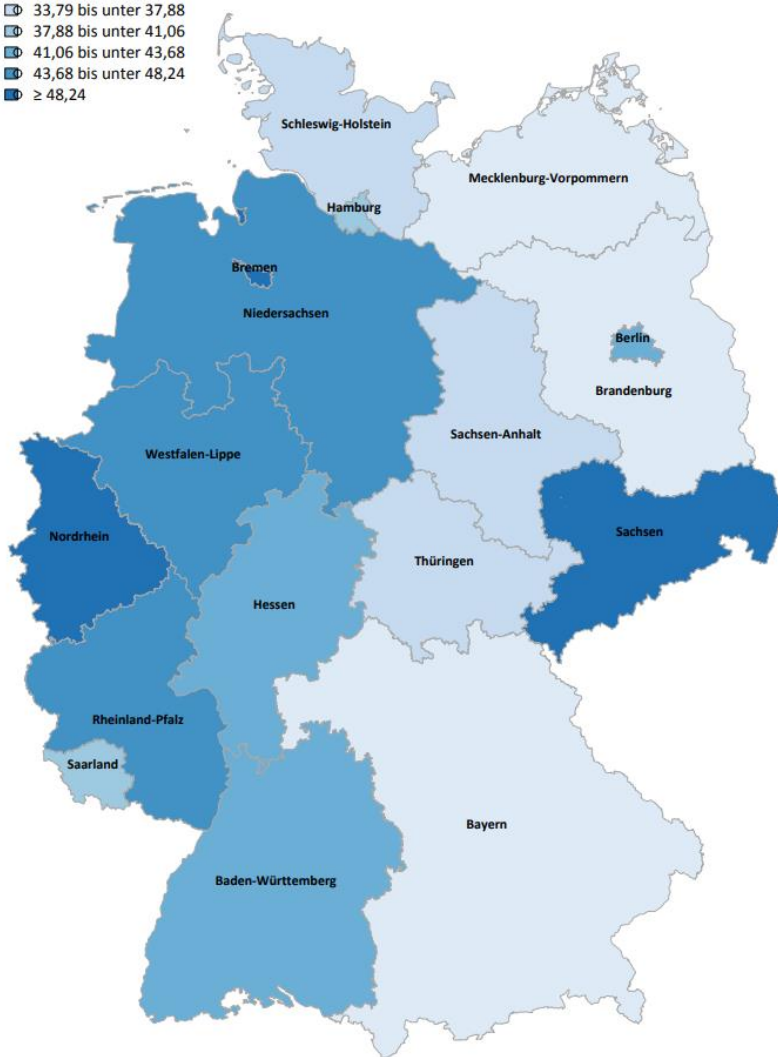 33,79 bis unter 37,88
37,88 bis unter 41,06
41,06 bis unter 43,68
43,68 bis unter 48,24
≥ 48,24
Schleswig-Holstein
Mecklenburg-Vorpommern
Hamburg
Bremen
Niedersachsen
Berlin
Brandenburg
Sachsen-Anhalt
Westfalen-Lippe
Nordrhein
Sachsen
Thüringen
Hessen
Rheinland-Pfalz
Saarland
Bayern
Baden-Württemberg